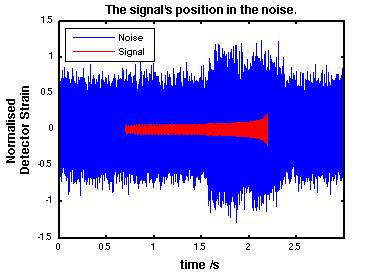 The signal's position in the noise.
Noise
Signal
1.5
1
0.5
0
-0.5
-1
-1.5
Normalised
Detector Strain
0 0.5 1 1.5 2 2.5
time /s